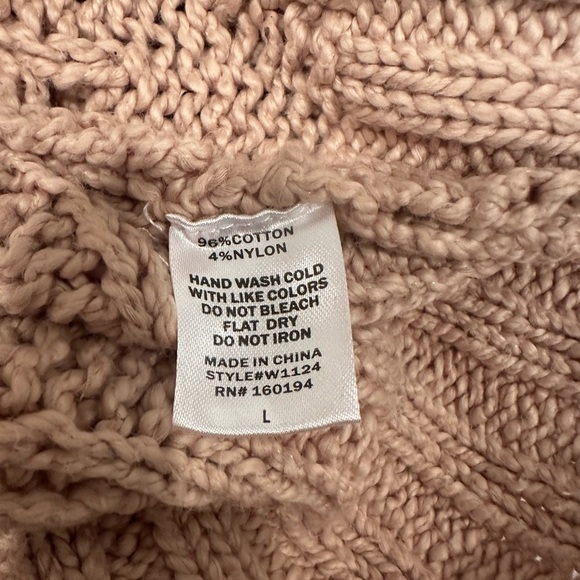 96%COTTON
4%NYLON
HAND WASH COLD
WITH LIKE COLORS
DO NOT BLEACH
FLAT DRY
DO NOT IRON
MADE IN CHINA
STYLE#W1124
RN# 160194
L